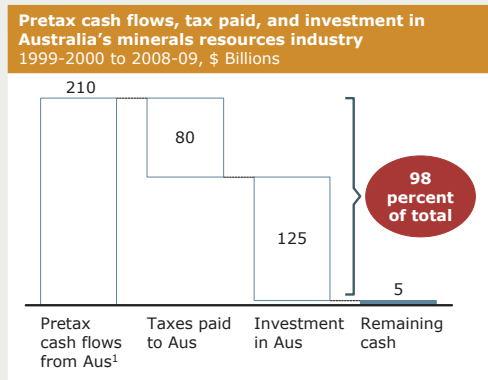 Pretax cash flows, tax paid, and investment in
Australia's minerals resources industry
1999-2000 to 2008-09, $ Billions
210
80
125
5
98
percent
of total
Pretax
cash flows
from Aus¹
Taxes paid
to Aus
Investment
in Aus
Remaining
cash